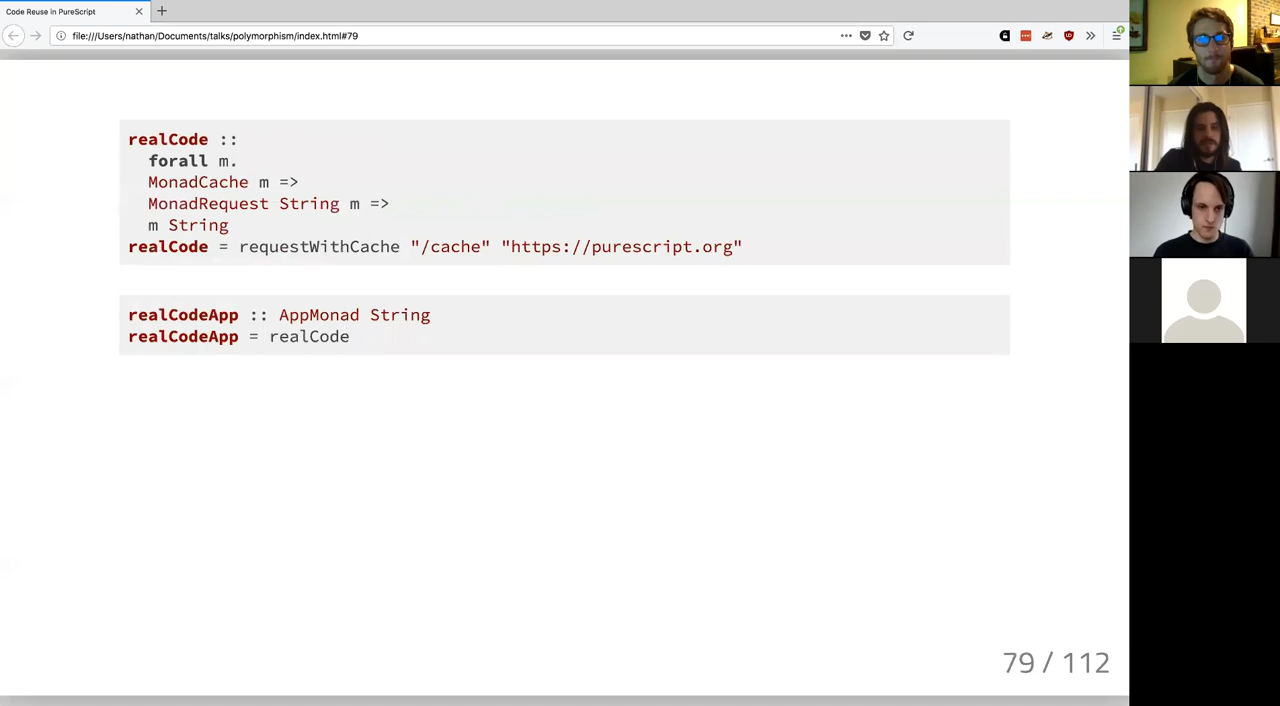 Code Reuse in PureScript
file:///Users/nathan/Documents/talks/polymorphism/index.html#79
realCode ::
forall m.
MonadCache m =>
MonadRequest String m =>
m String
realCode = requestWithCache "/cache" "https://purescript.org"
realCodeApp :: AppMonad String
realCodeApp = realCode
79 / 112